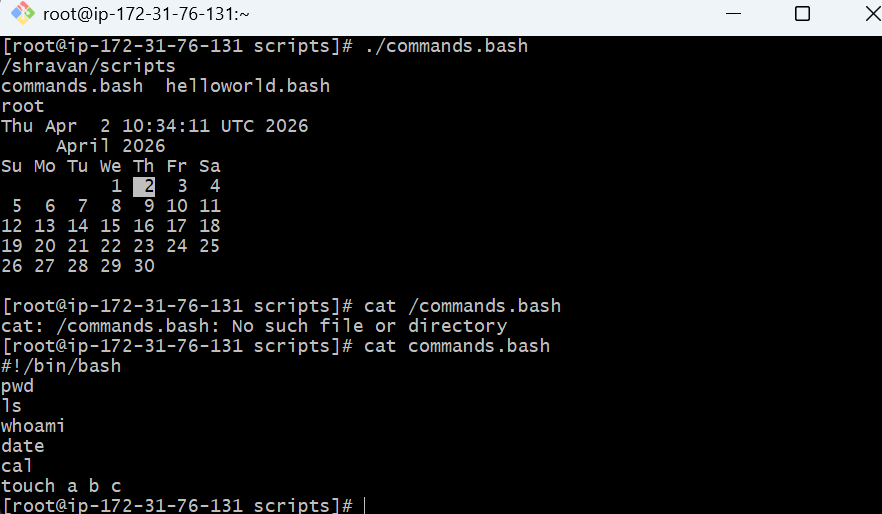 root@ip-172-31-76-131:~
[root@ip-172-31-76-131 scripts]# ./commands.bash
/shravan/scripts
commands.bash  helloworld.bash
root
Thu Apr  2 10:34:11 UTC 2026
     April 2026
Su Mo Tu We Th Fr Sa
          1  2  3  4
 5  6  7  8  9 10 11
12 13 14 15 16 17 18
19 20 21 22 23 24 25
26 27 28 29 30
[root@ip-172-31-76-131 scripts]# cat /commands.bash
cat: /commands.bash: No such file or directory
[root@ip-172-31-76-131 scripts]# cat commands.bash
#!/bin/bash
pwd
ls
whoami
date
cal
touch a b c
[root@ip-172-31-76-131 scripts]#